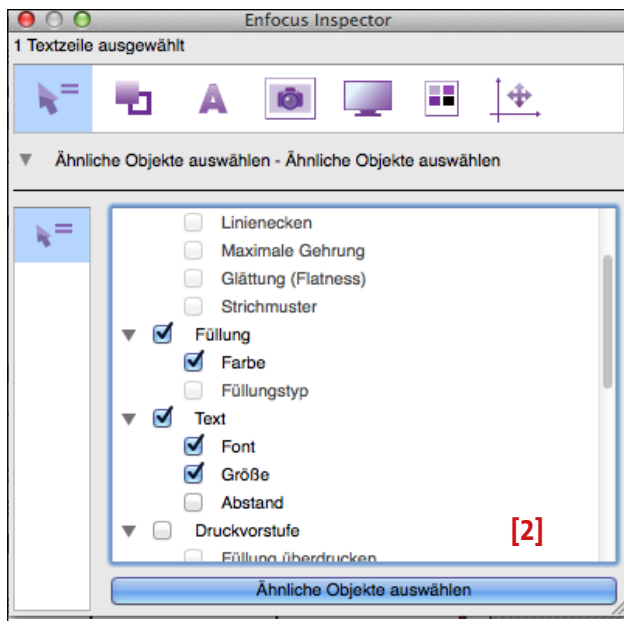 Enfocus Inspector
1 Textzeile ausgewählt
A
Ähnliche Objekte auswählen - Ähnliche Objekte auswählen
Linienecken
Maximale Gehrung
Glättung (Flatness)
Strichmuster
Füllung
Farbe
Füllungstyp
Text
Font
Größe
Abstand
Druckvorstufe
[2]
Füllung überdrucken
Ähnliche Objekte auswählen